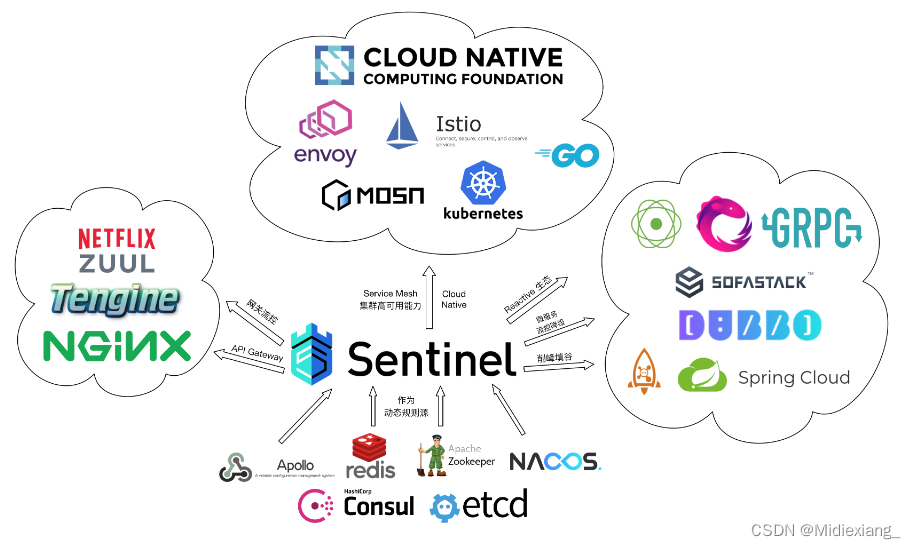 CLOUD NATIVE
COMPUTING FOUNDATION
envoy
Istio
Connect, secure, control, and observe
services.
GO
MOSN
kubernetes
NETFLIX
ZUUL
Tengine
NGINX
GRPC
SOFASTACK™
DUBBO
Spring Cloud
网关流控
API Gateway
Service Mesh
集群高可用能力
Cloud
Native
Reactive 生态
微服务
流控降级
削峰填谷
Sentinel
作为
动态规则源
Apollo
A reliable configuration management system
redis
Apache
Zookeeper
NACOS.
HashiCorp
Consul
etcd
CSDN @Midiexiang_